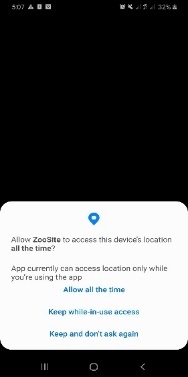 5:07
32%
Allow ZooSite to access this device's location
all the time?
App currently can access location only while
you're using the app
Allow all the time
Keep while-in-use access
Keep and don't ask again